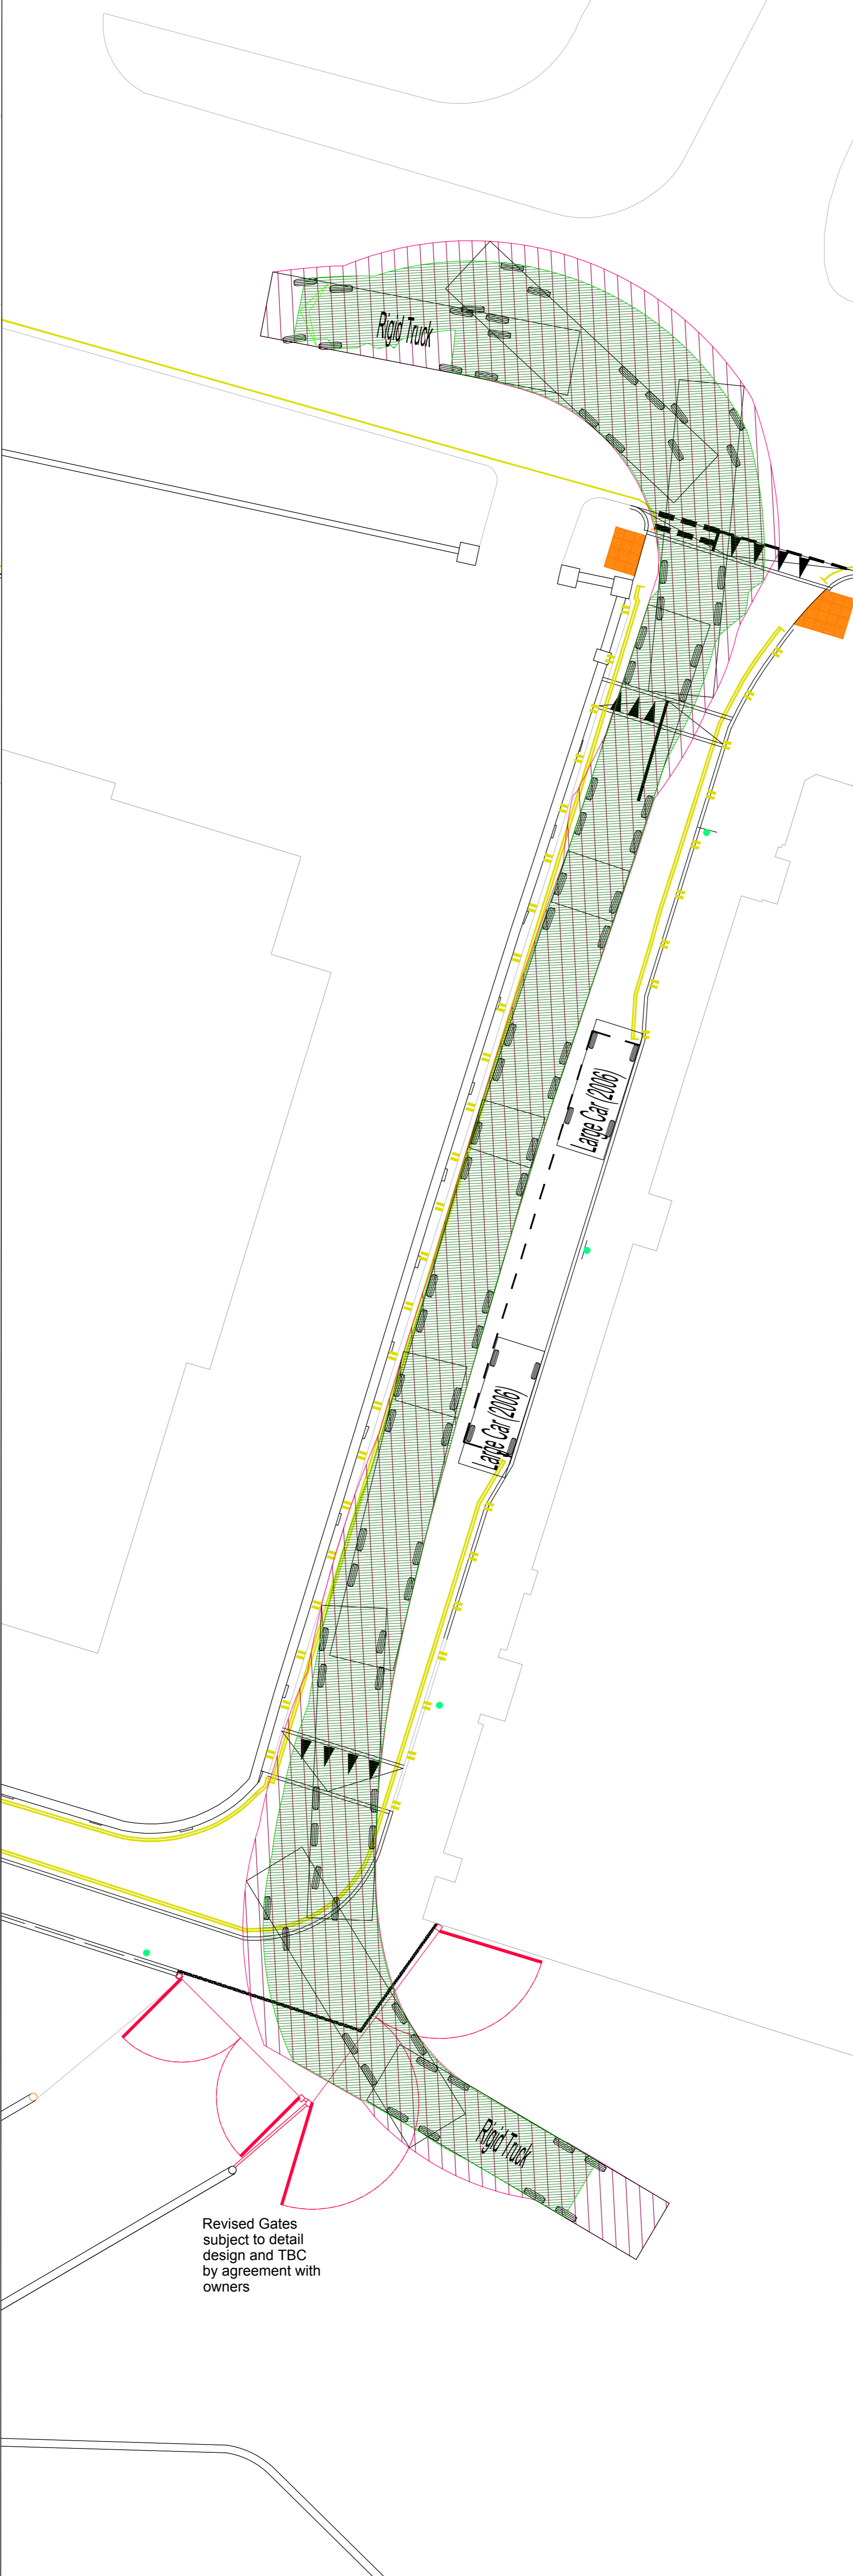 Rigid Truck
Large Car (2006)
Large Car (2006)
Rigid Truck
Revised Gates
subject to detail
design and TBC
by agreement with
owners